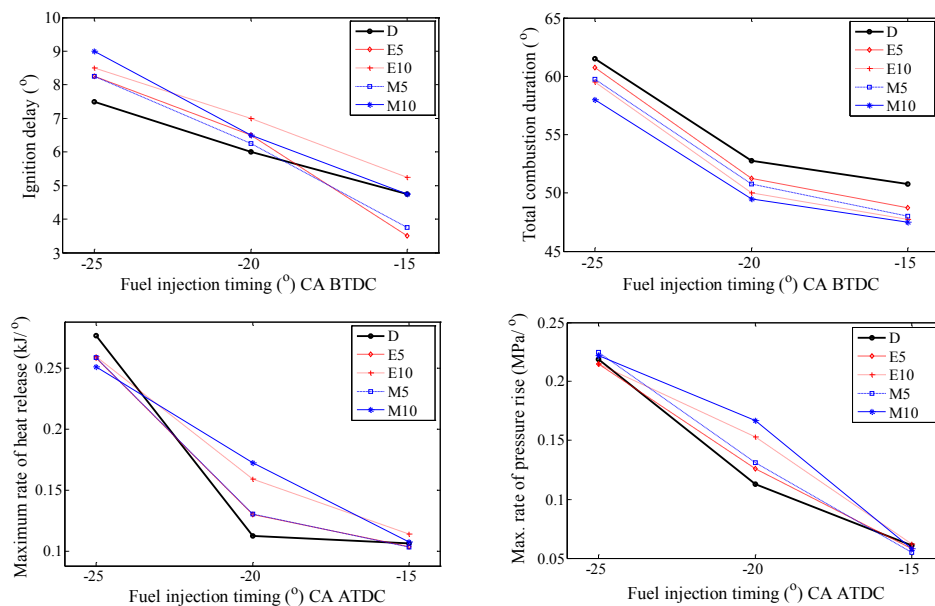 Ignition delay (°)
10
9
8
7
6
5
4
3
-25
-20
-15
Fuel injection timing (°) CA BTDC
D
E5
E10
M5
M10
Total combustion duration (°)
60
55
50
45
-25
-20
-15
Fuel injection timing (°) CA BTDC
D
E5
E10
M5
M10
Maximum rate of heat release (kJ/°)
0.25
0.2
0.15
0.1
-25
-20
-15
Fuel injection timing (°) CA ATDC
D
E5
E10
M5
M10
Max. rate of pressure rise (MPa/ °)
0.25
0.2
0.15
0.1
0.05
-25
-20
-15
Fuel injection timing (°) CA ATDC
D
E5
E10
M5
M10